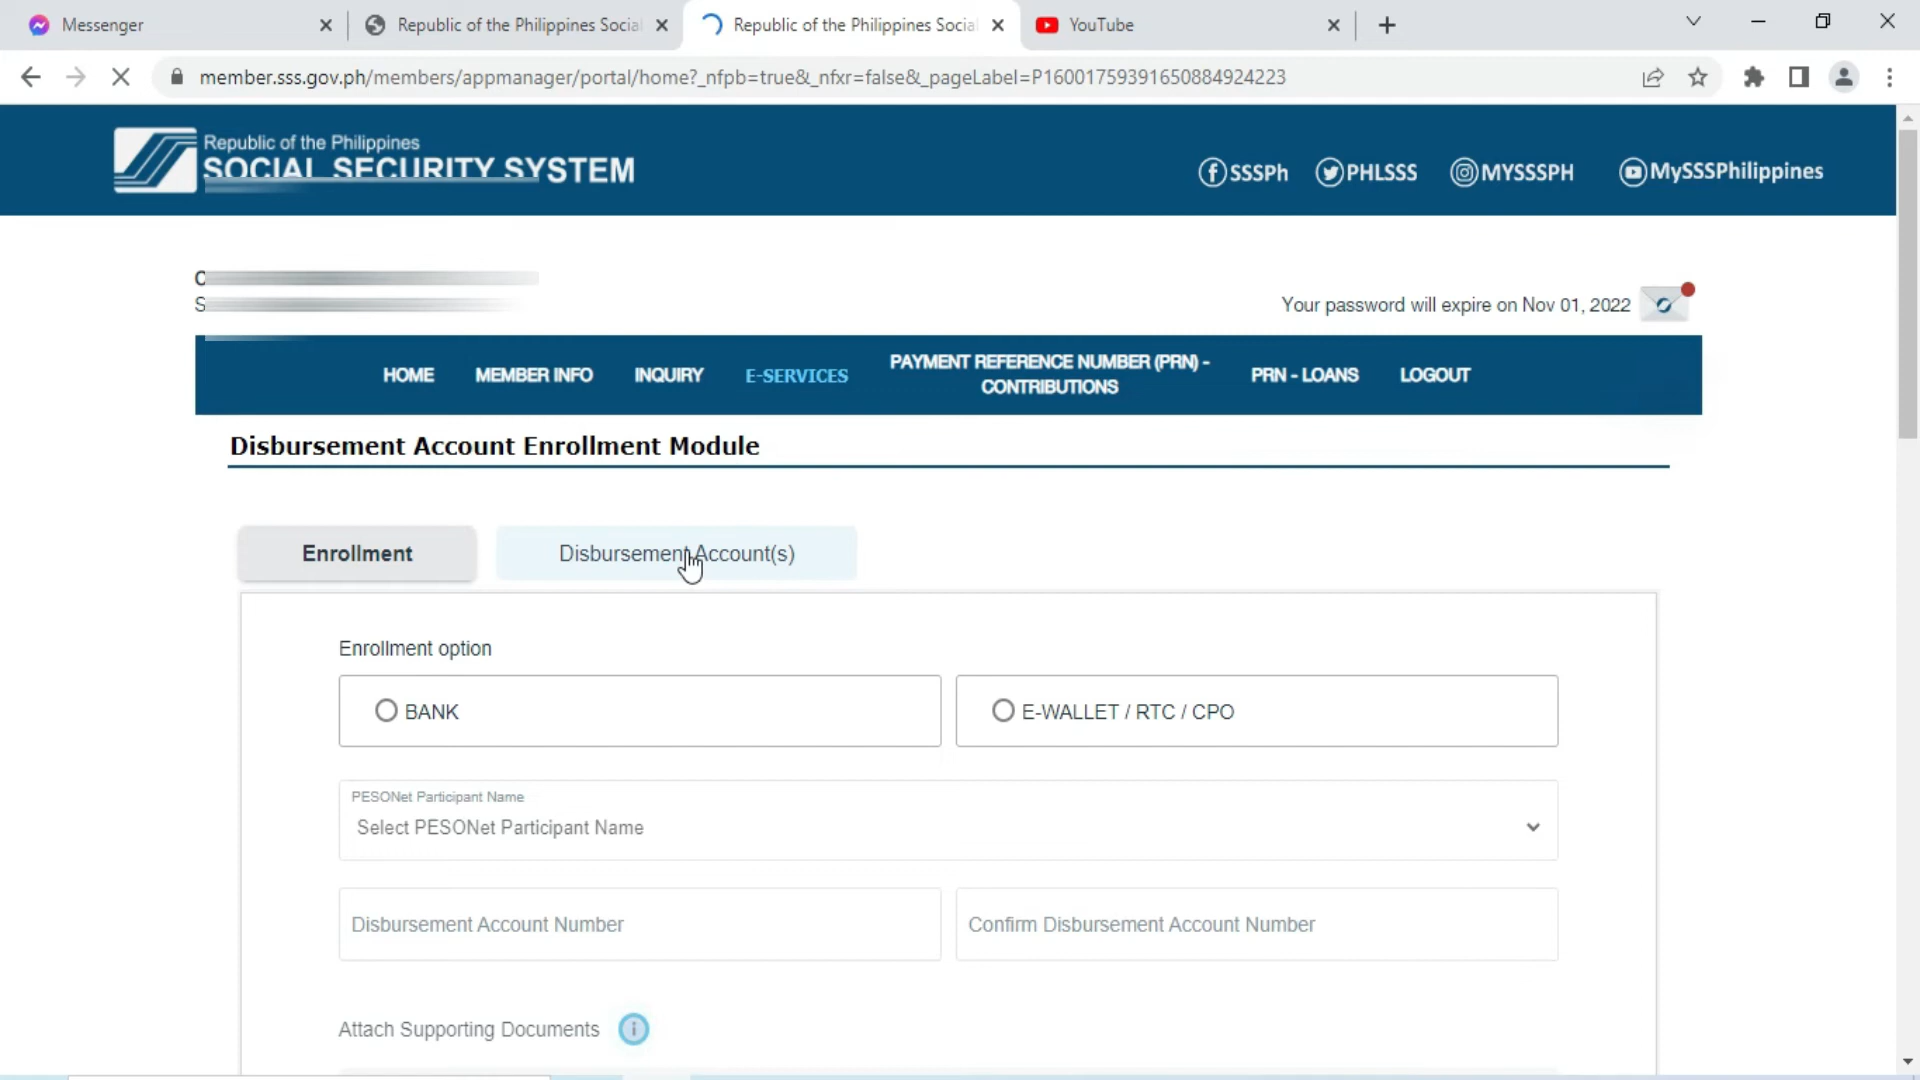 Messenger
Republic of the Philippines Social
Republic of the Philippines Social
YouTube
member.sss.gov.ph/members/appmanager/portal/home?_nfpb=true&_nfxr=false&_pageLabel=P16001759391650884924223
Republic of the Philippines
SOCIAL SECURITY SYSTEM
SSSPh
PHLSSS
MYSSSPH
MySSSPhilippines
Your password will expire on Nov 01, 2022
HOME
MEMBER INFO
INQUIRY
E-SERVICES
PAYMENT REFERENCE NUMBER (PRN) -
CONTRIBUTIONS
PRN - LOANS
LOGOUT
Disbursement Account Enrollment Module
Enrollment
Disbursement Account(s)
Enrollment option
BANK
E-WALLET / RTC / CPO
PESONet Participant Name
Select PESONet Participant Name
Disbursement Account Number
Confirm Disbursement Account Number
Attach Supporting Documents